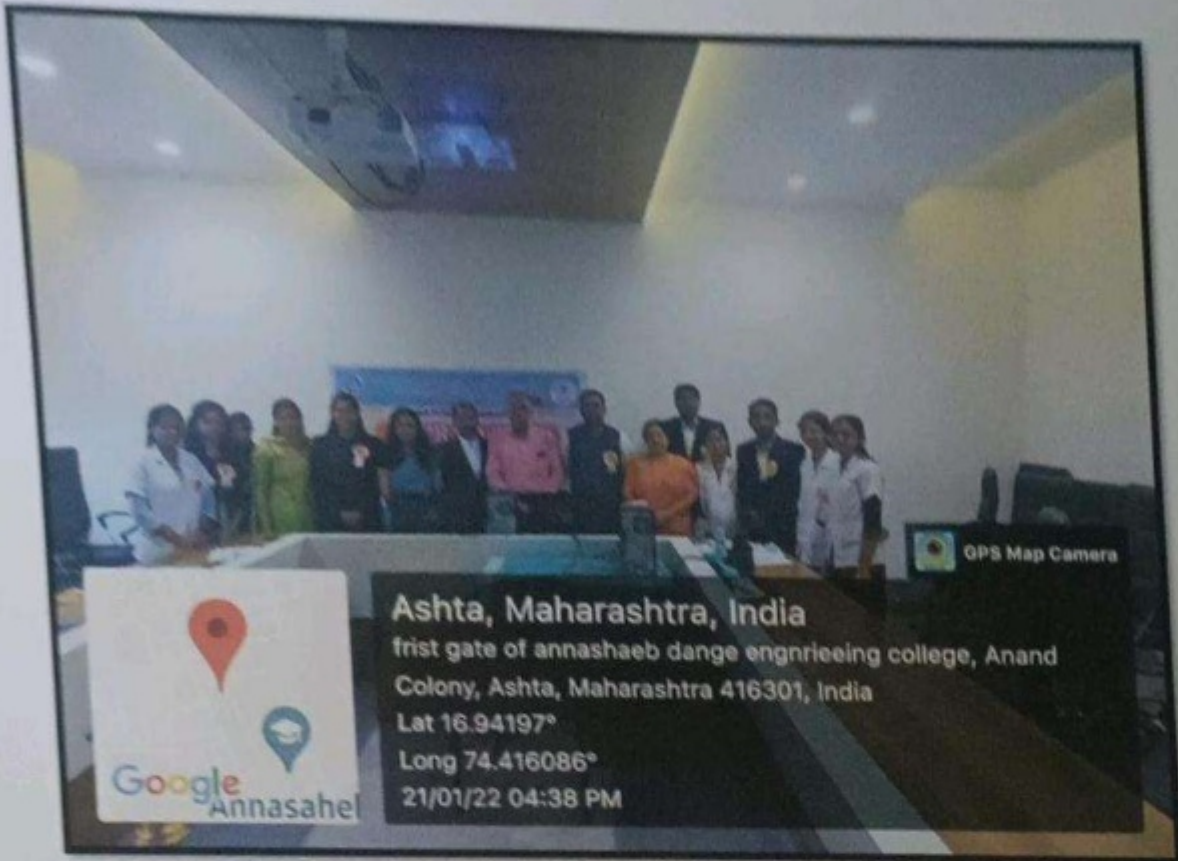 GPS Map Camera
Ashta, Maharashtra, India
frist gate of annashaeb dange engnrieeing college, Anand
Colony, Ashta, Maharashtra 416301, India
Lat 16.94197°
Long 74.416086°
21/01/22 04:38 PM
Google
Annasahel